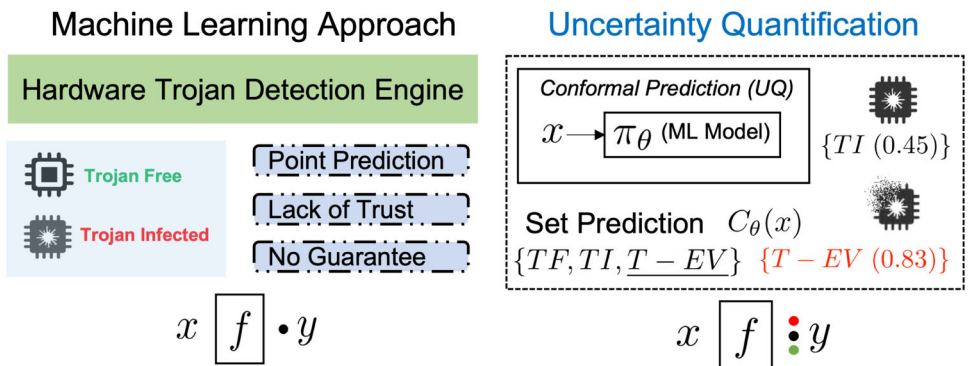 Machine Learning Approach
Hardware Trojan Detection Engine
Trojan Free
Trojan Infected
Point Prediction
Lack of Trust
No Guarantee
x f • y
Uncertainty Quantification
Conformal Prediction (UQ)
x → π_θ (ML Model)
{TI (0.45)}
Set Prediction C_θ(x)
{TF, TI, T − EV} {T − EV (0.83)}
x f y